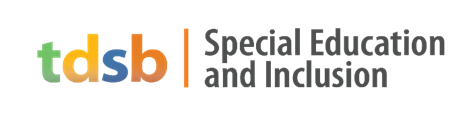 tdsb
Special Education
and Inclusion